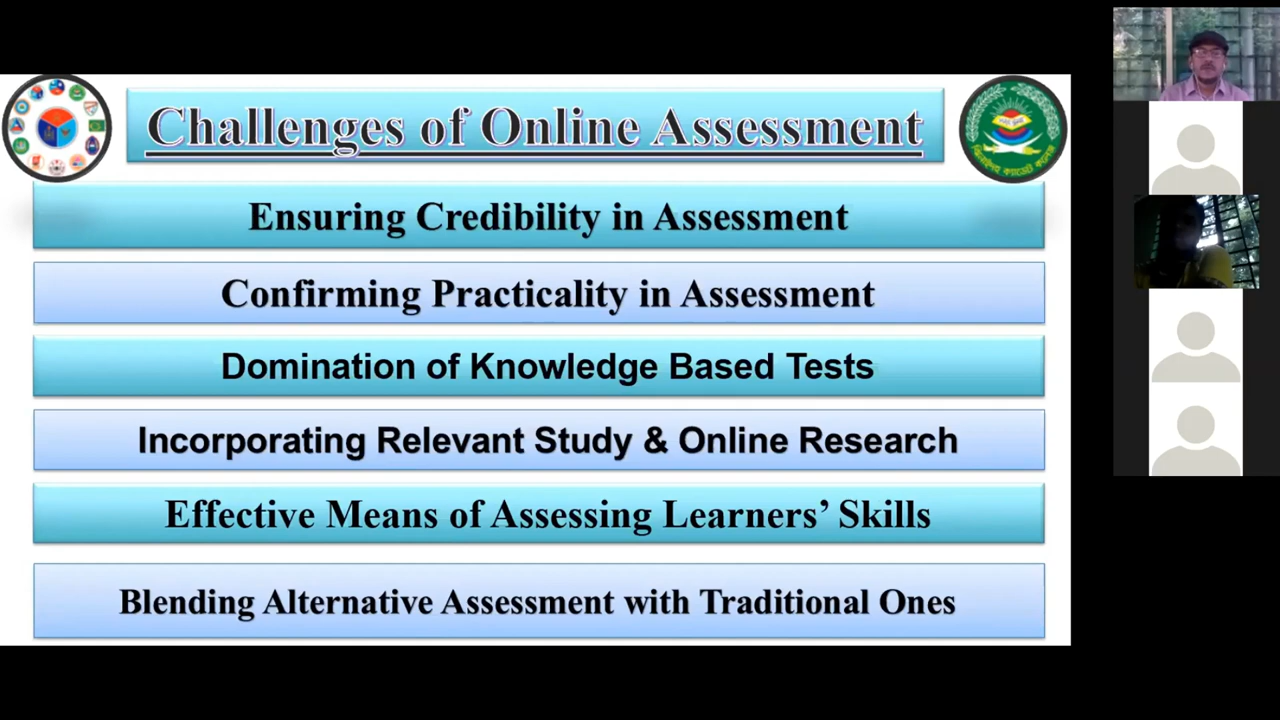 Challenges of Online Assessment
Ensuring Credibility in Assessment
Confirming Practicality in Assessment
Domination of Knowledge Based Tests
Incorporating Relevant Study & Online Research
Effective Means of Assessing Learners’ Skills
Blending Alternative Assessment with Traditional Ones